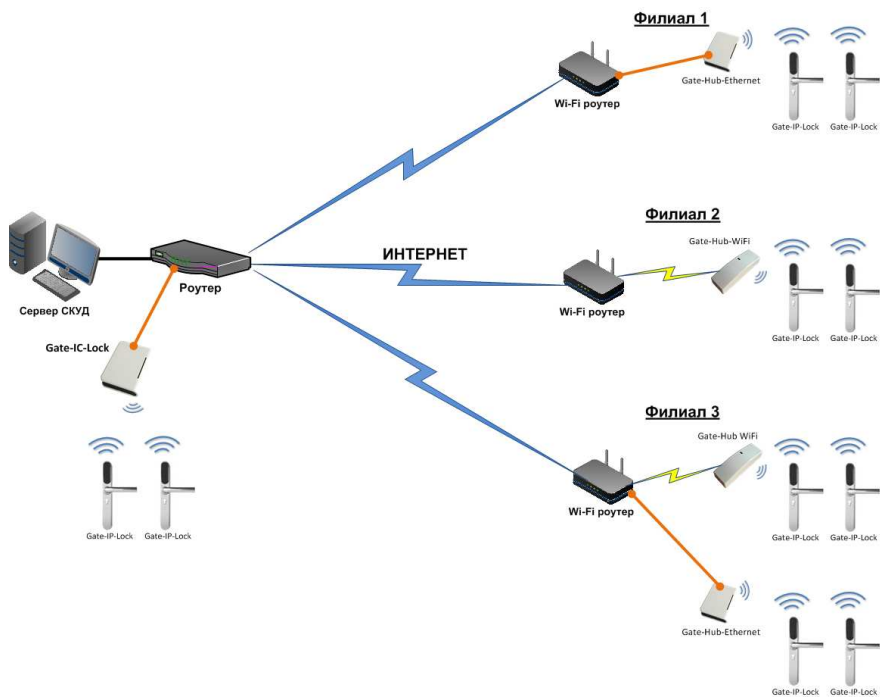 Филиал 1
Gate-Hub-Ethernet
Wi-Fi роутер
Gate-IP-Lock
Gate-IP-Lock
Филиал 2
Gate-Hub-WiFi
ИНТЕРНЕТ
Роутер
Сервер СКУД
Wi-Fi роутер
Gate-IP-Lock
Gate-IP-Lock
Gate-IC-Lock
Филиал 3
Gate-Hub WiFi
Wi-Fi роутер
Gate-IP-Lock
Gate-IP-Lock
Gate-IP-Lock
Gate-IP-Lock
Gate-Hub-Ethernet
Gate-IP-Lock
Gate-IP-Lock